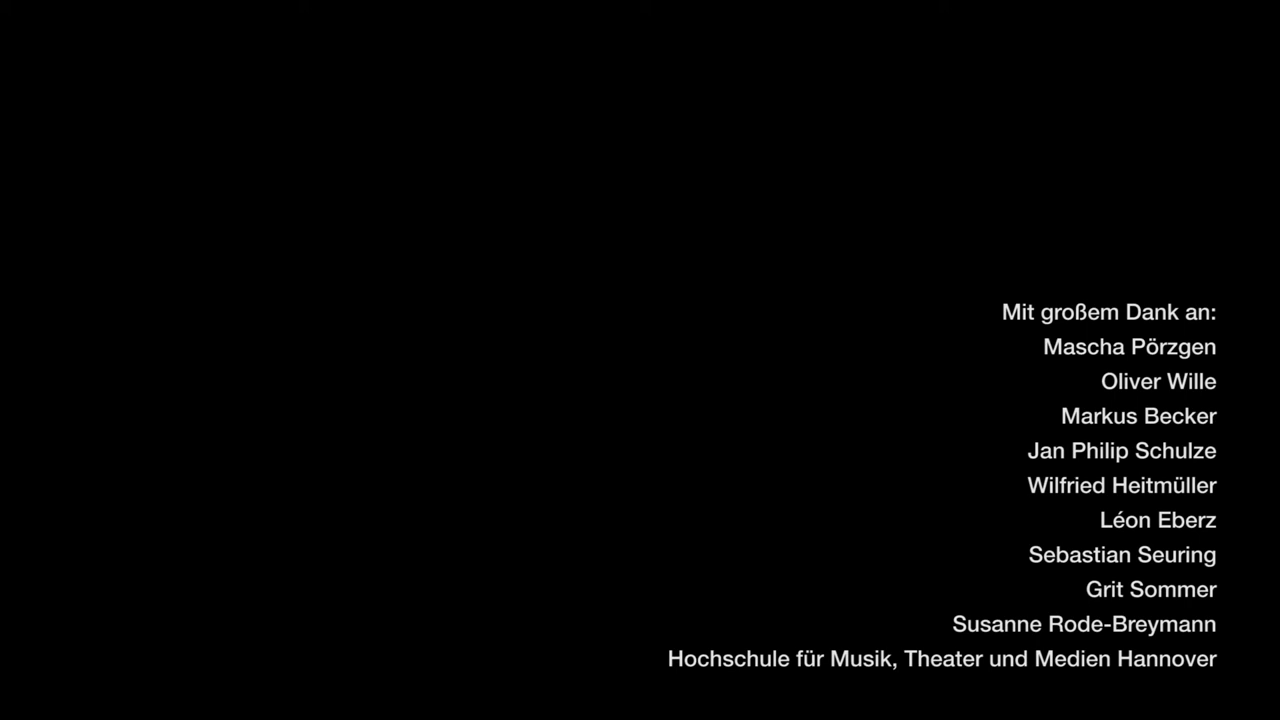 Mit großem Dank an:
Mascha Pörzgen
Oliver Wille
Markus Becker
Jan Philip Schulze
Wilfried Heitmüller
Léon Eberz
Sebastian Seuring
Grit Sommer
Susanne Rode-Breymann
Hochschule für Musik, Theater und Medien Hannover